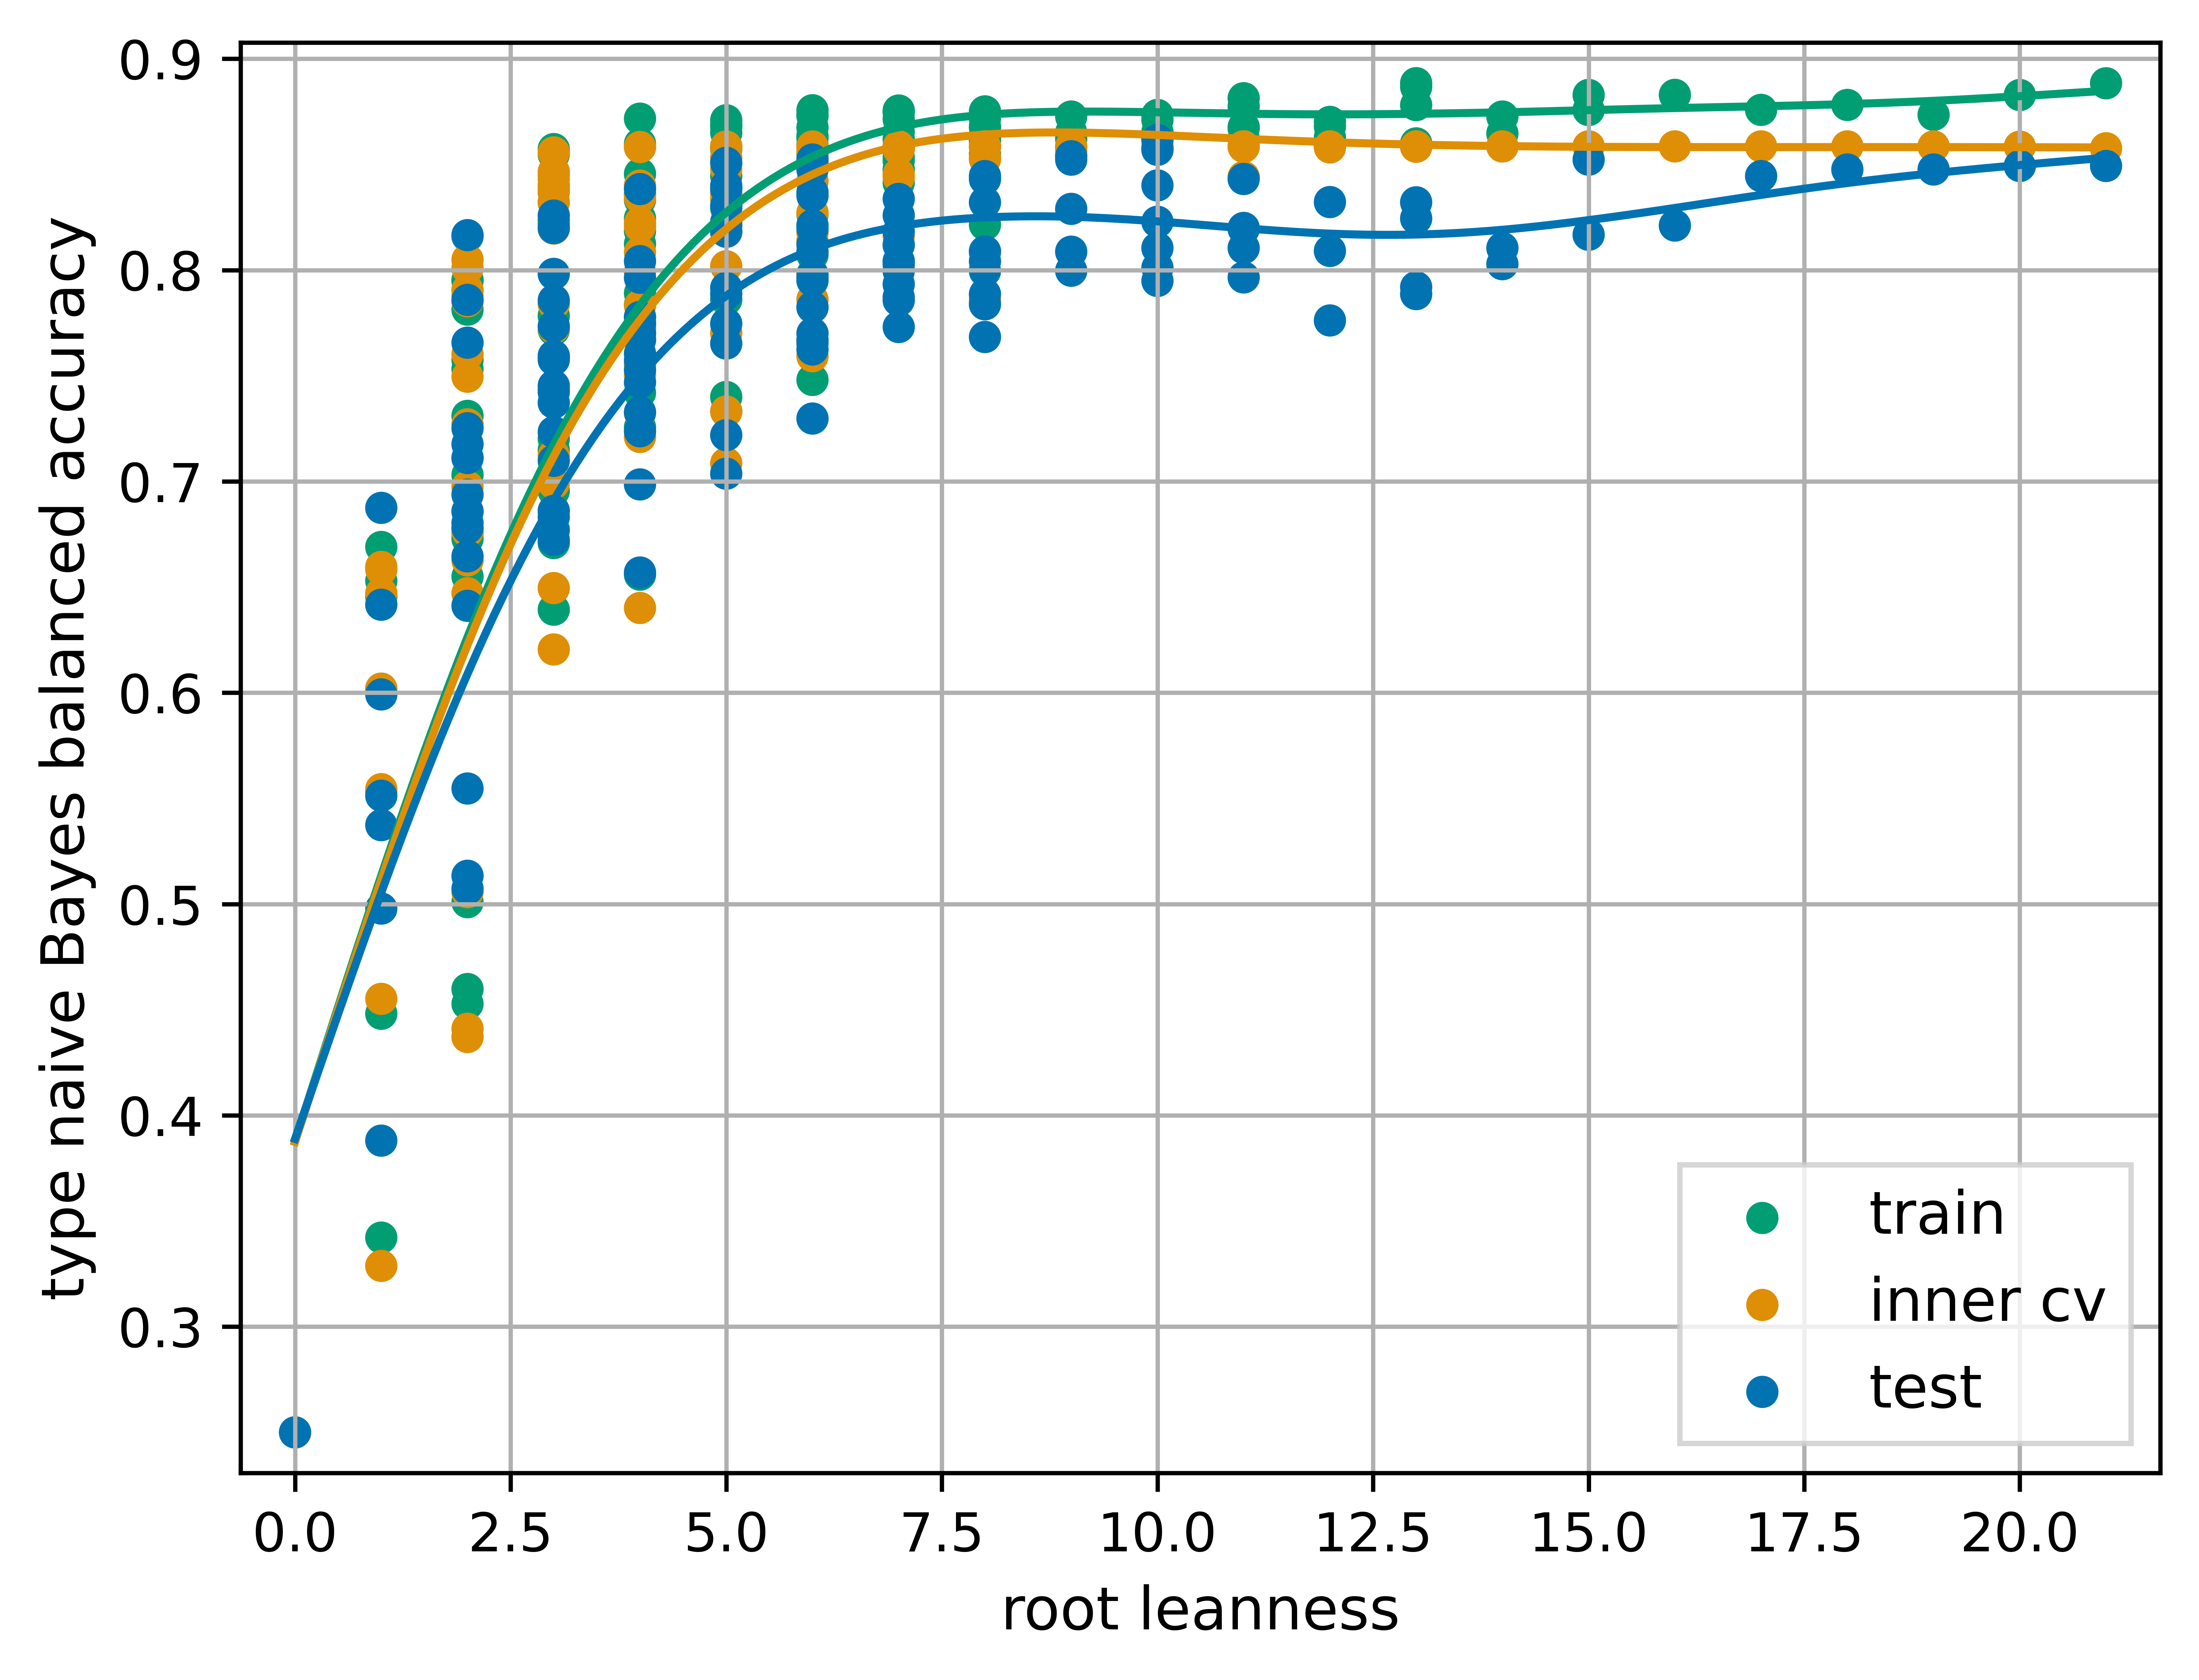 0.9
0.8
0.7
0.6
0.5
0.4
0.3
type naive Bayes balanced accuracy
train
inner cv
test
0.0 2.5 5.0 7.5 10.0 12.5 15.0 17.5 20.0
root leanness